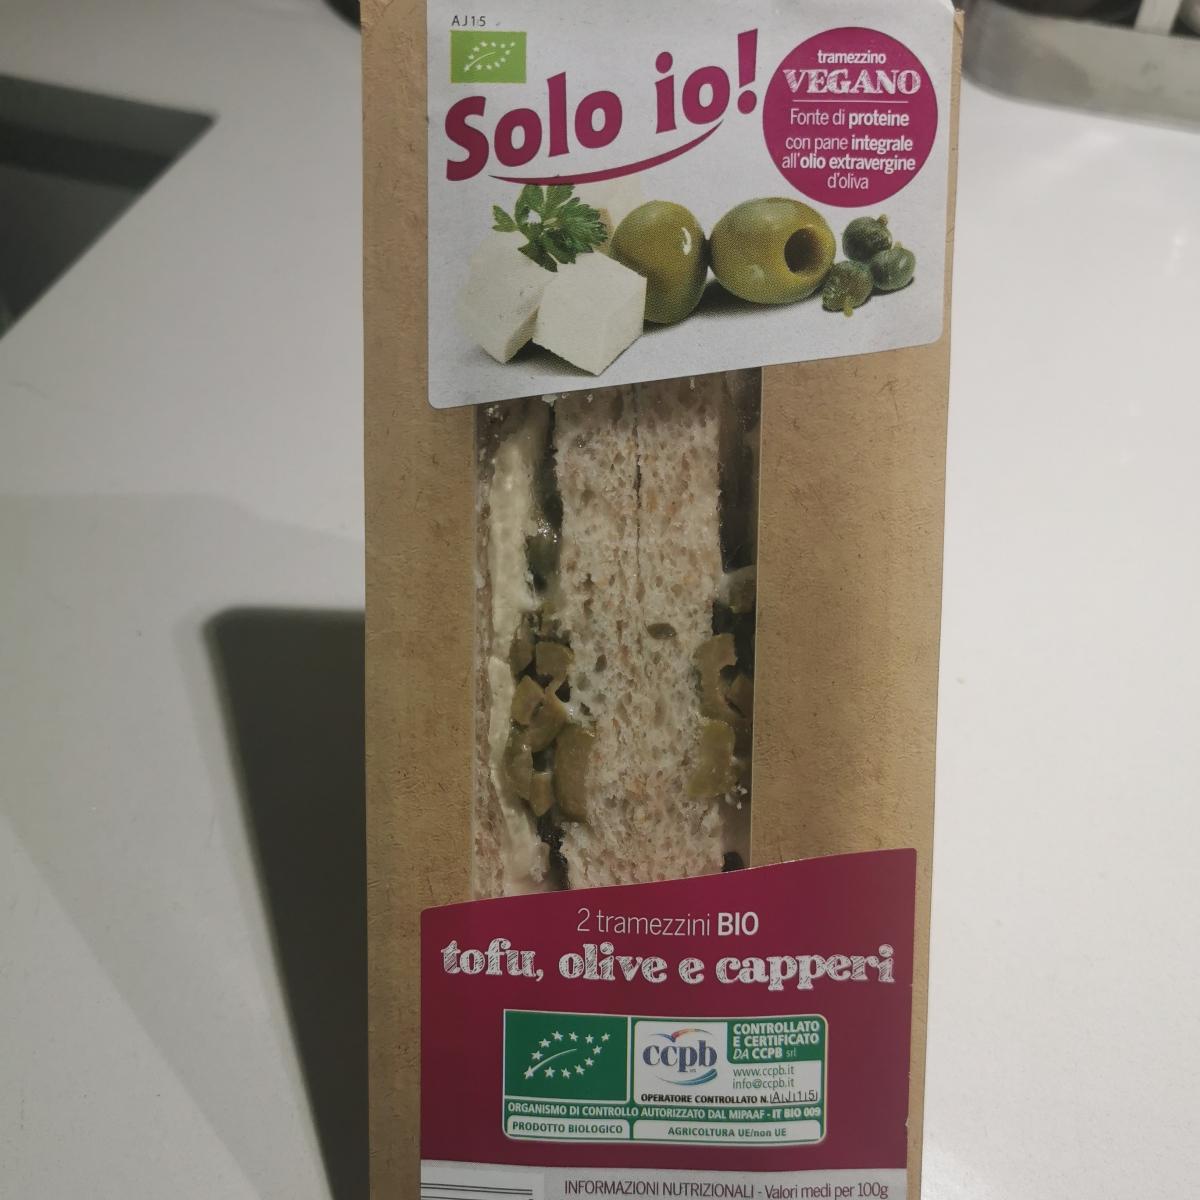 AJ15
Solo io!
tramezzino
VEGANO
Fonte di proteine
con pane integrale
all'olio extravergine
d'oliva
2 tramezzini BIO
tofu, olive e capperi
ccpb
CONTROLLATO
E CERTIFICATO
DA CCPB srl
www.ccpb.it
info@ccpb.it
OPERATORE CONTROLLATO N. AJ15
ORGANISMO DI CONTROLLO AUTORIZZATO DAL MIPAAF - IT BIO 009
PRODOTTO BIOLOGICO
AGRICOLTURA UE/non UE
INFORMAZIONI NUTRIZIONALI - Valori medi per 100g